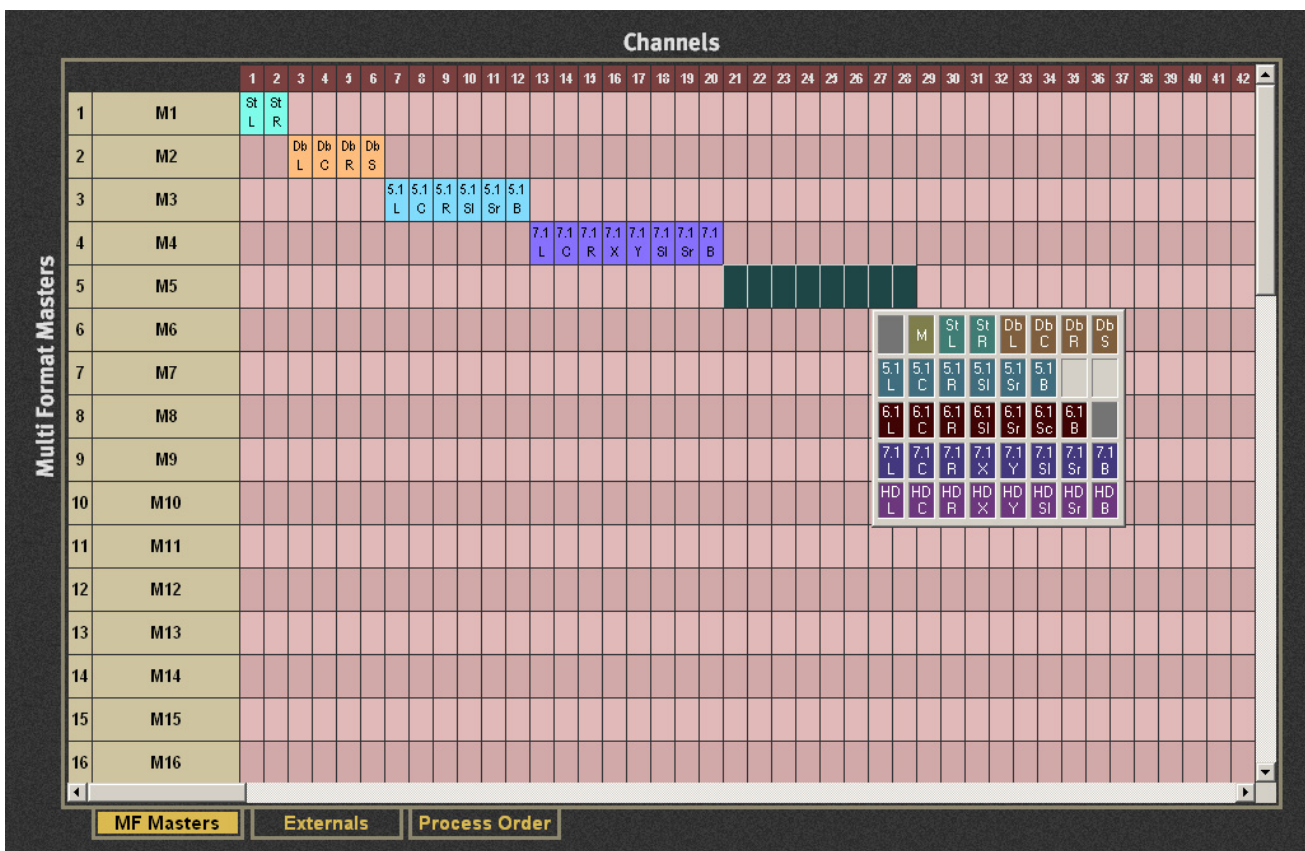 Channels
1 2 3 4 5 6 7 8 9 10 11 12 13 14 15 16 17 18 19 20 21 22 23 24 25 26 27 28 29 30 31 32 33 34 35 36 37 38 39 40 41 42
Multi Format Masters
1 M1 St St
L R
2 M2 Db Db Db Db
L C R S
3 M3 5.1 5.1 5.1 5.1 5.1 5.1
L C R Sl Sr B
4 M4 7.1 7.1 7.1 7.1 7.1 7.1 7.1 7.1
L C R X Y Sl Sr B
5 M5
6 M6
7 M7
8 M8
9 M9
10 M10
11 M11
12 M12
13 M13
14 M14
15 M15
16 M16
M St St Db Db Db Db
L R L C R S
5.1 5.1 5.1 5.1 5.1 5.1
L C R Sl Sr B
6.1 6.1 6.1 6.1 6.1 6.1 6.1
L C R Sl Sr Sc B
7.1 7.1 7.1 7.1 7.1 7.1 7.1 7.1
L C R X Y Sl Sr B
HD HD HD HD HD HD HD HD
L C R X Y Sl Sr B
MF Masters Externals Process Order